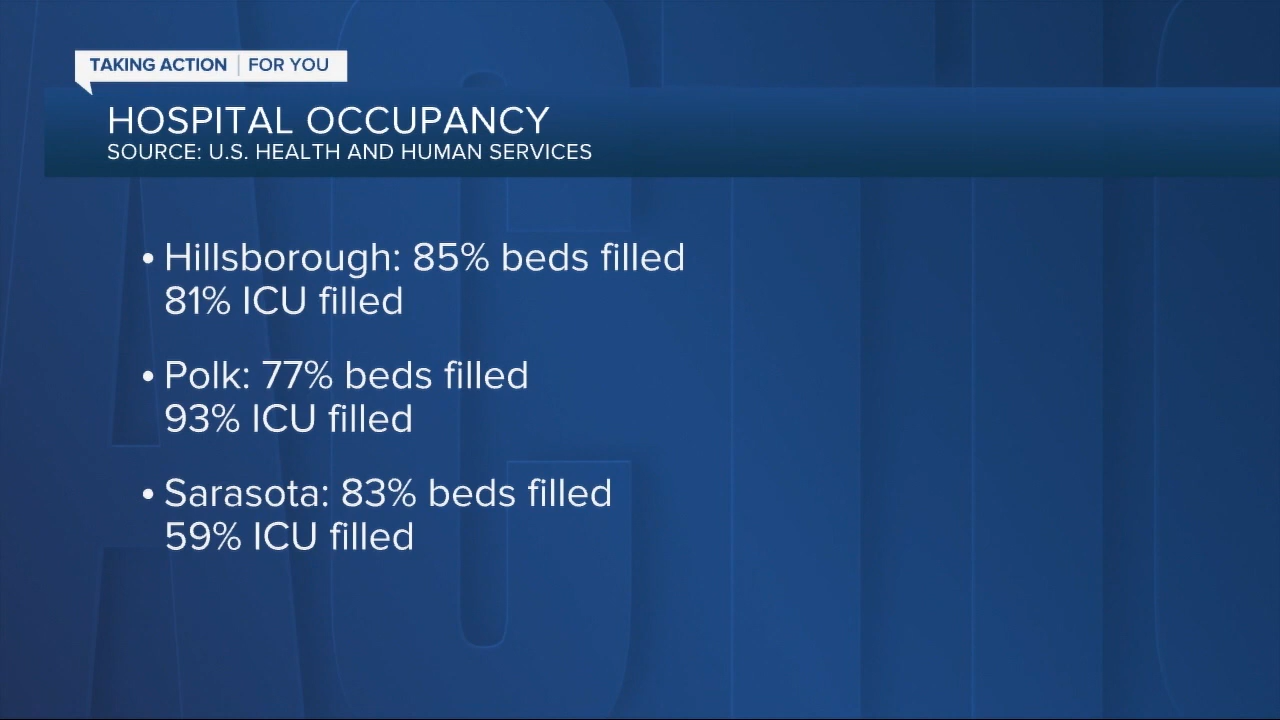 TAKING ACTION | FOR YOU
HOSPITAL OCCUPANCY
SOURCE: U.S. HEALTH AND HUMAN SERVICES
• Hillsborough: 85% beds filled
81% ICU filled
• Polk: 77% beds filled
93% ICU filled
• Sarasota: 83% beds filled
59% ICU filled